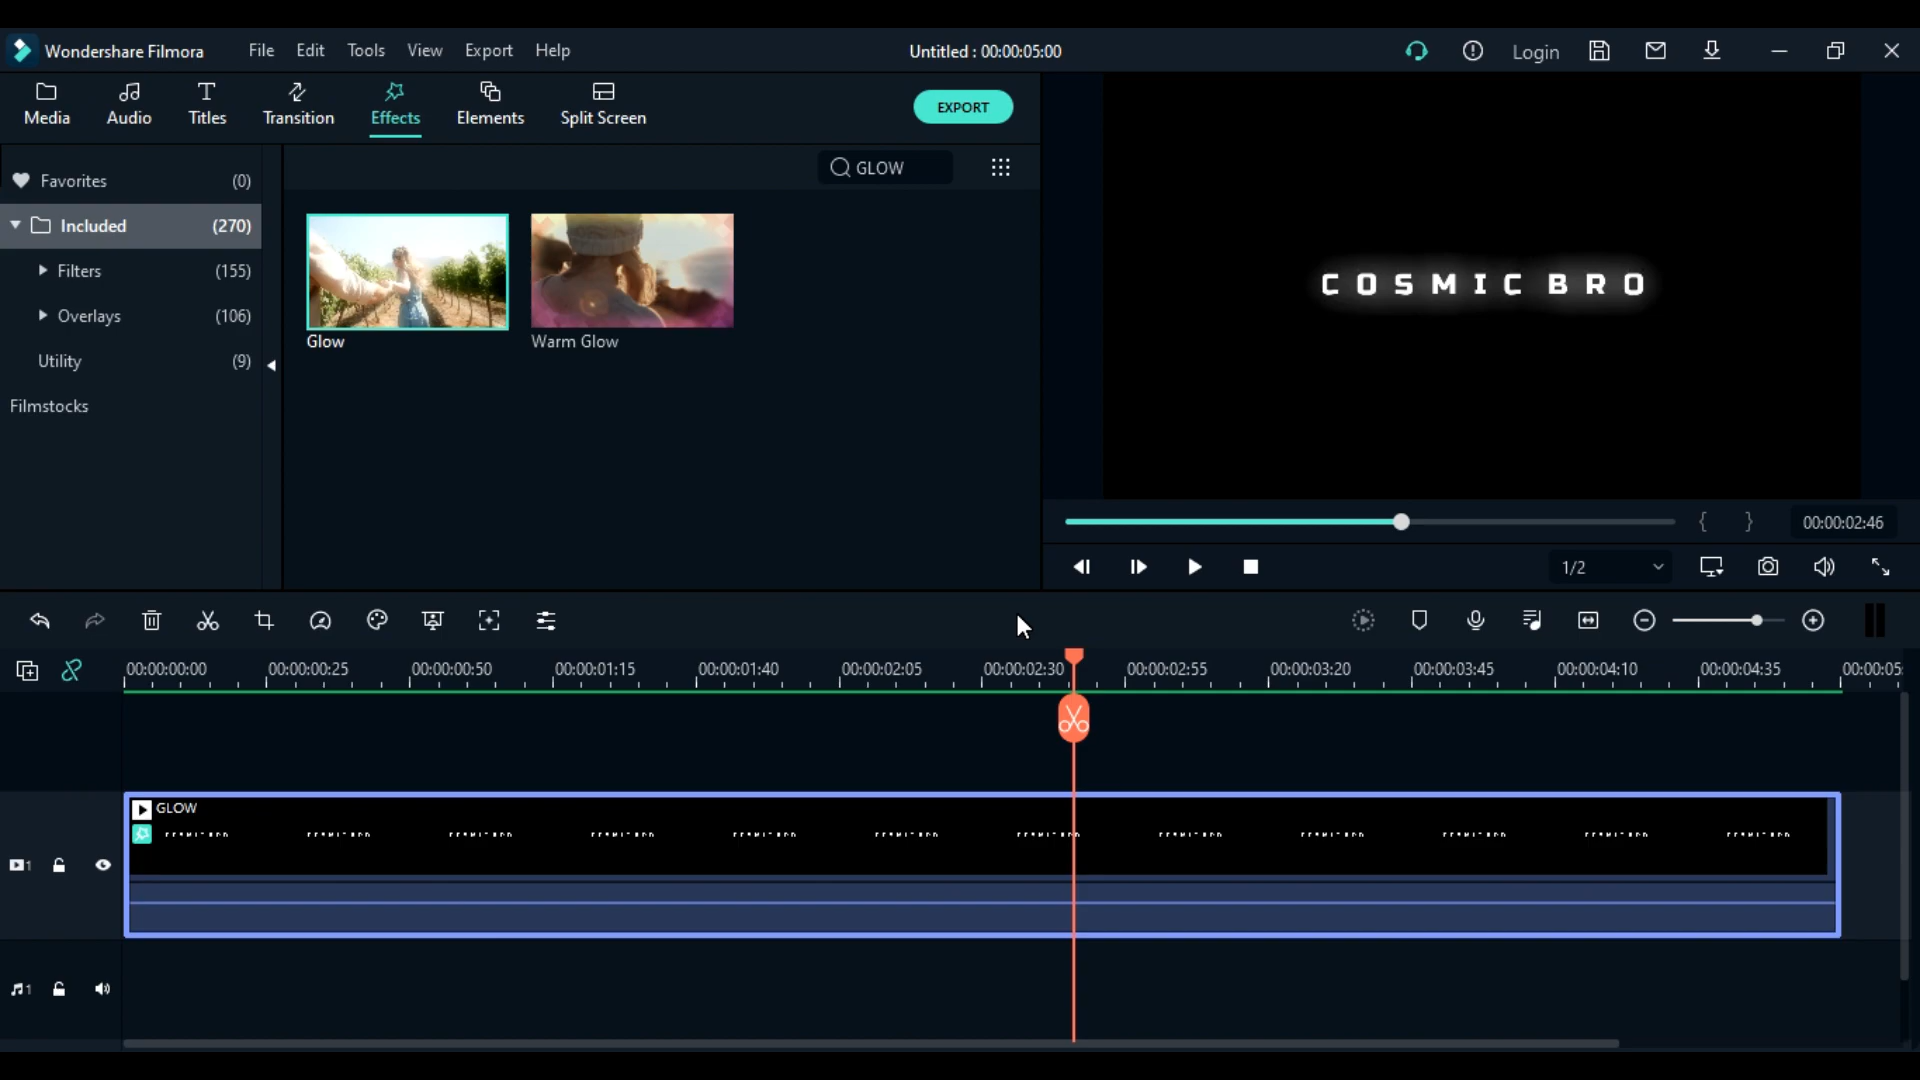 Wondershare Filmora
File Edit Tools View Export Help
Untitled : 00:00:05:00
Login
Media Audio Titles Transition Effects Elements Split Screen
EXPORT
GLOW
Favorites (0)
Included (270)
Filters (155)
Overlays (106)
Utility (9)
Filmstocks
Glow
Warm Glow
COSMIC BRO
00:00:02:46
1/2
00:00:00:00 00:00:00:25 00:00:00:50 00:00:01:15 00:00:01:40 00:00:02:05 00:00:02:30 00:00:02:55 00:00:03:20 00:00:03:45 00:00:04:10 00:00:04:35 00:00:05:
GLOW
1
1